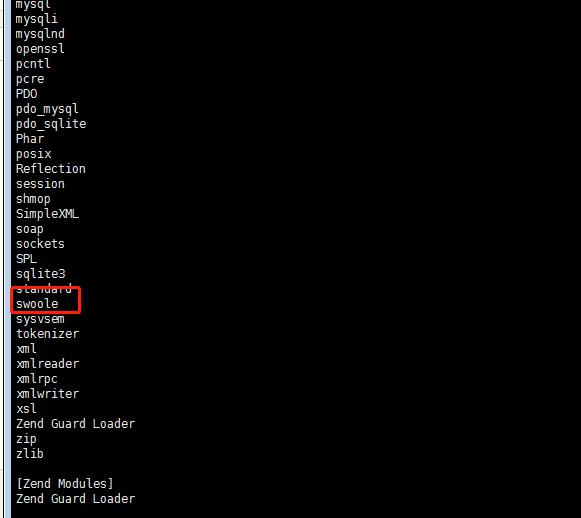 mysql
mysqli
mysqlnd
openssl
pcntl
pcre
PDO
pdo_mysql
pdo_sqlite
Phar
posix
Reflection
session
shmop
SimpleXML
soap
sockets
SPL
sqlite3
standard
swoole
sysvsem
tokenizer
xml
xmlreader
xmlrpc
xmlwriter
xsl
Zend Guard Loader
zip
zlib
[Zend Modules]
Zend Guard Loader